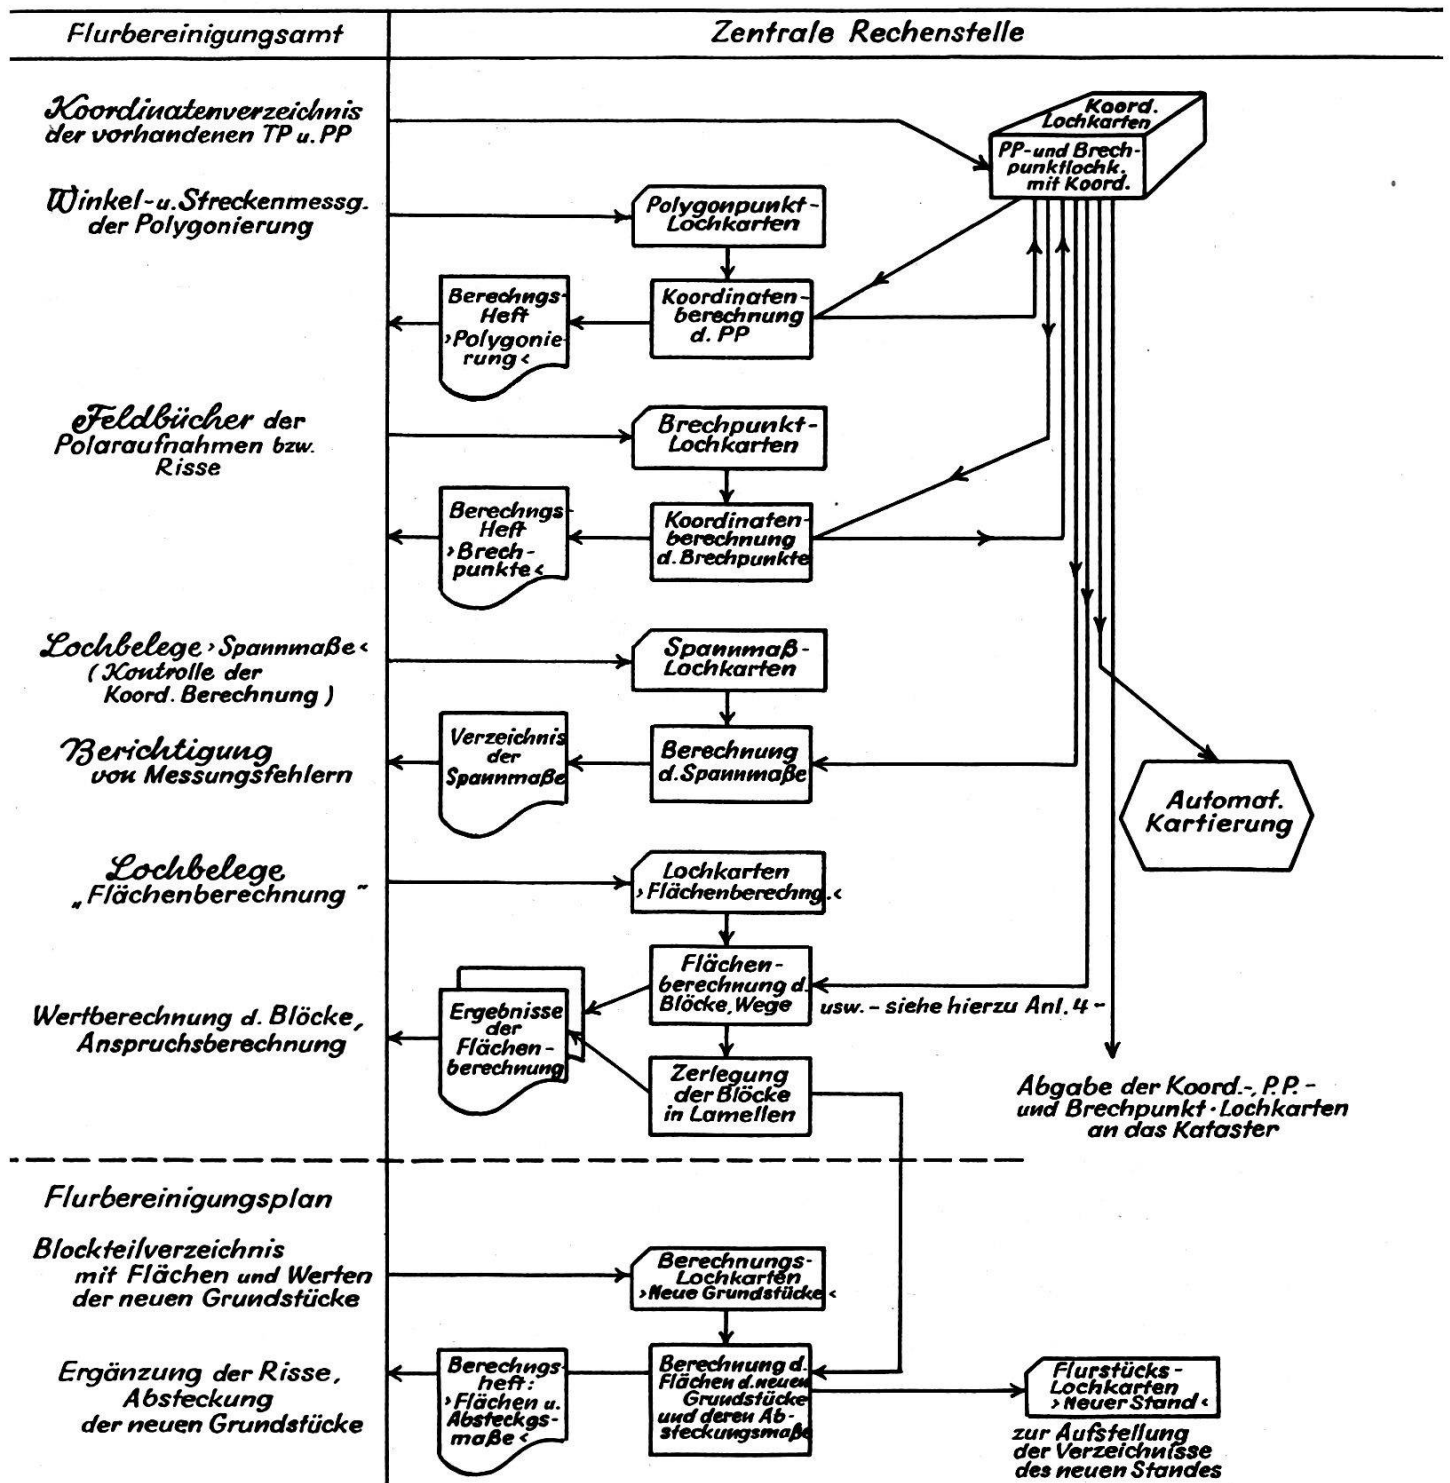 Flurbereinigungsamt
Zentrale Rechenstelle
Koordinatenverzeichnis
der vorhandenen TP u. PP
Koord.
Lochkarten
PP-und Brech-
punktlochk.
mit Koord.
Winkel-u. Streckenmessg.
der Polygonierung
Polygonpunkt-
Lochkarten
Berechngs-
Heft
›Polygonie-
rung‹
Koordinaten-
berechnung
d. PP
Feldbücher der
Polaraufnahmen bzw.
Risse
Brechpunkt-
Lochkarten
Berechngs-
Heft
›Brech-
punkte‹
Koordinaten-
berechnung
d. Brechpunkte
Lochbelege ›Spannmaße‹
(Kontrolle der
Koord. Berechnung)
Spannmaß-
Lochkarten
Berichtigung
von Messungsfehlern
Verzeichnis
der
Spannmaße
Berechnung
d. Spannmaße
Automat.
Kartierung
Lochbelege
„Flächenberechnung"
Lochkarten
›Flächenberechng.‹
Wertberechnung d. Blöcke,
Anspruchsberechnung
Ergebnisse
der
Flächen-
berechnung
Flächen-
berechnung d.
Blöcke, Wege
usw. - siehe hierzu Anl. 4 -
Zerlegung
der Blöcke
in Lamellen
Abgabe der Koord.-, P.P.-
und Brechpunkt-Lochkarten
an das Kataster
Flurbereinigungsplan
Blockteilverzeichnis
mit Flächen und Werten
der neuen Grundstücke
Berechnungs-
Lochkarten
›Neue Grundstücke‹
Ergänzung der Risse,
Absteckung
der neuen Grundstücke
Berechngs-
heft:
›Flächen u.
Absteckgs-
maße‹
Berechnung d.
Flächen d. neuen
Grundstücke
und deren Ab-
steckungsmaße
Flurstücks-
Lochkarten
›Neuer Stand‹
zur Aufstellung
der Verzeichnisse
des neuen Standes